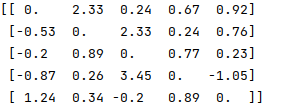 [[ 0.    2.33  0.24  0.67  0.92]
 [-0.53  0.    2.33  0.24  0.76]
 [-0.2   0.89  0.    0.77  0.23]
 [-0.87  0.26  3.45  0.   -1.05]
 [ 1.24  0.34 -0.2   0.89  0.  ]]